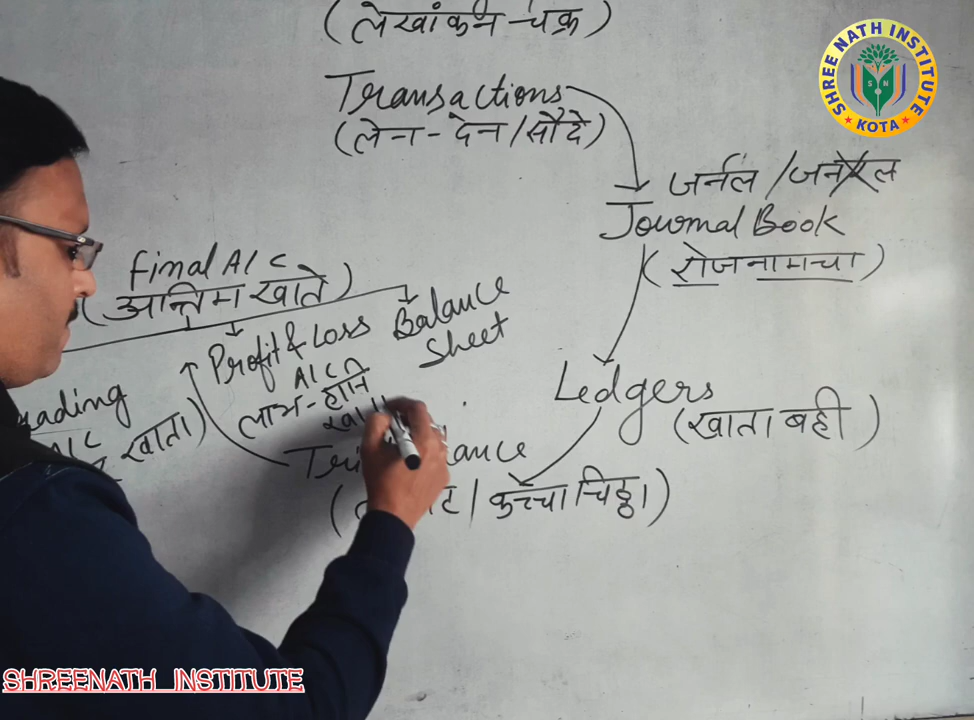 (लेखांकन-चक्र)
Transactions
(लेन-देन/सौदे)
SHREE NATH INSTITUTE
S N
★ KOTA ★
जर्नल / जनरल
Journal Book
(रोजनामचा)
Final A/C
(अन्तिम खाते)
Profit & Loss
A/C
लाभ-हानि
Balance
Sheet
खाता)
Ledgers
(खाता बही)
/ कच्चा चिठ्ठा)
SHREENATH INSTITUTE